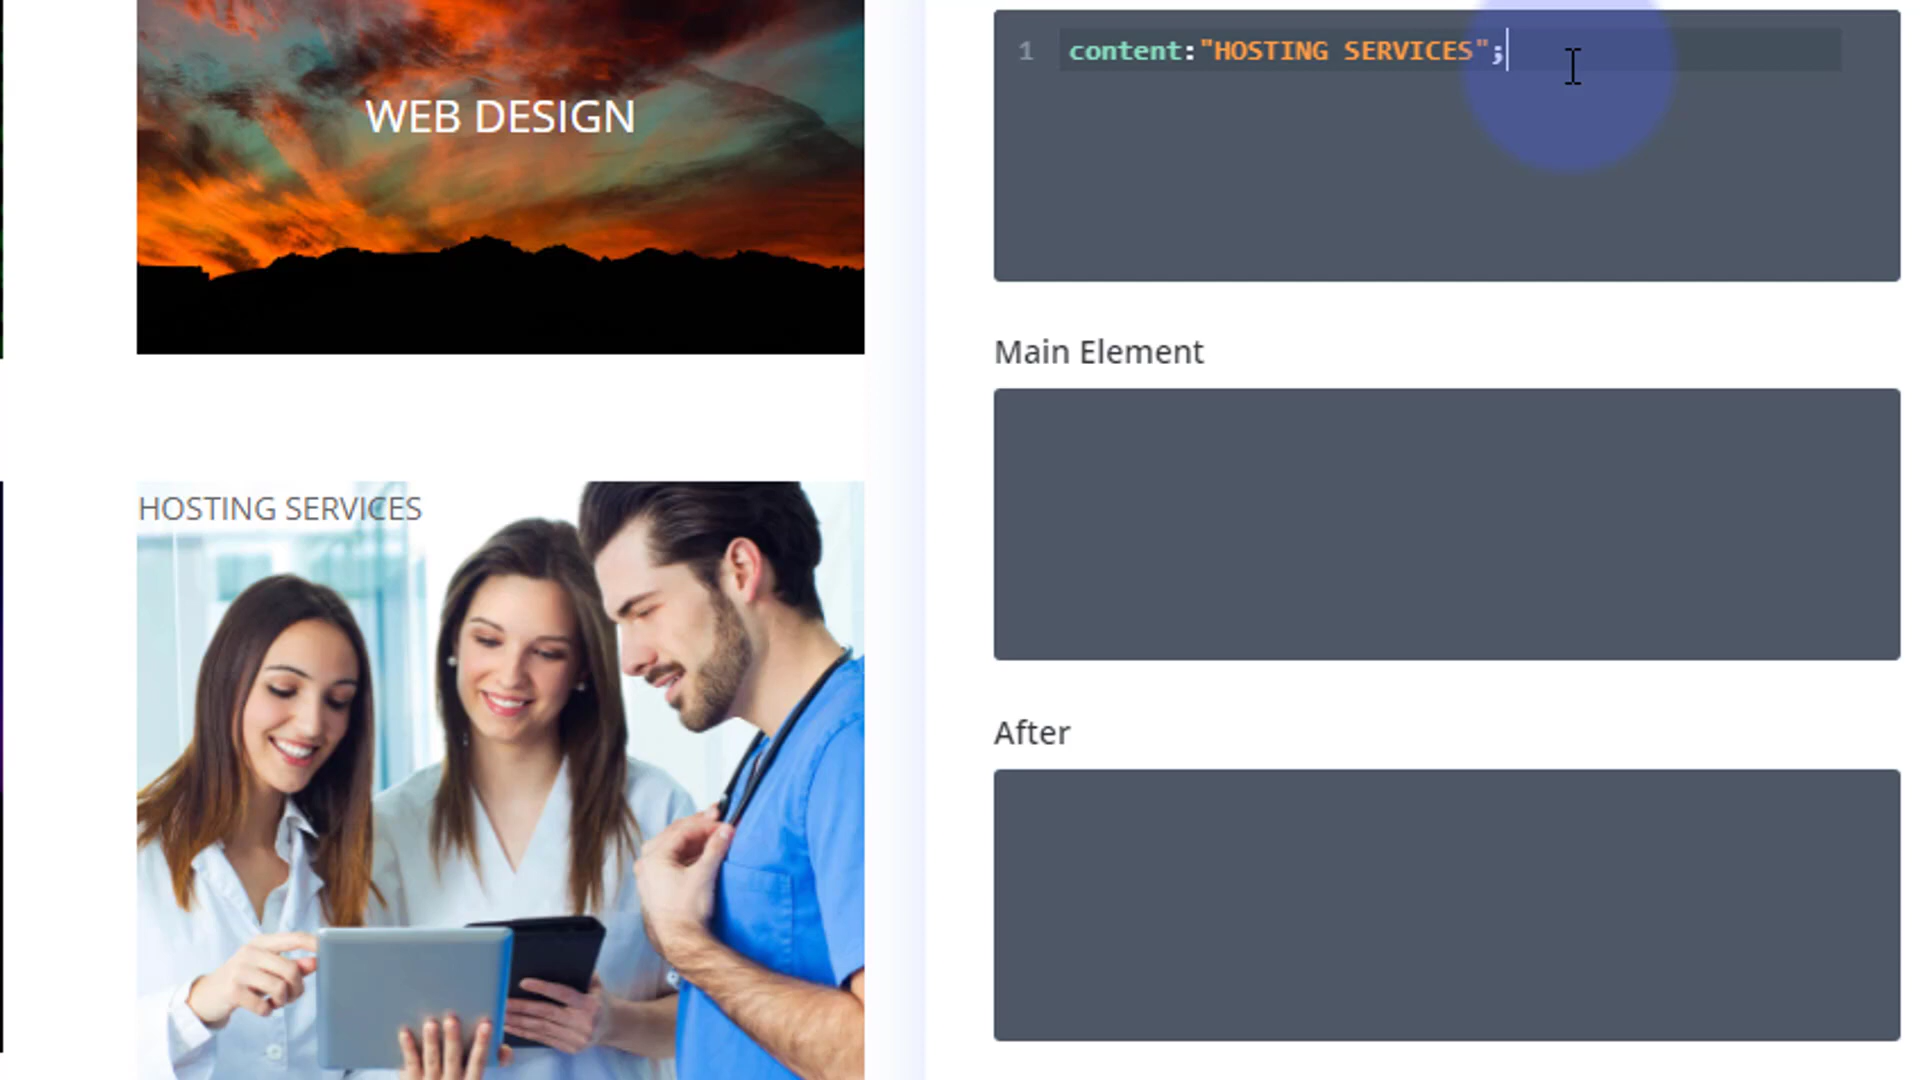 WEB DESIGN
HOSTING SERVICES
1 content:"HOSTING SERVICES";
Main Element
After